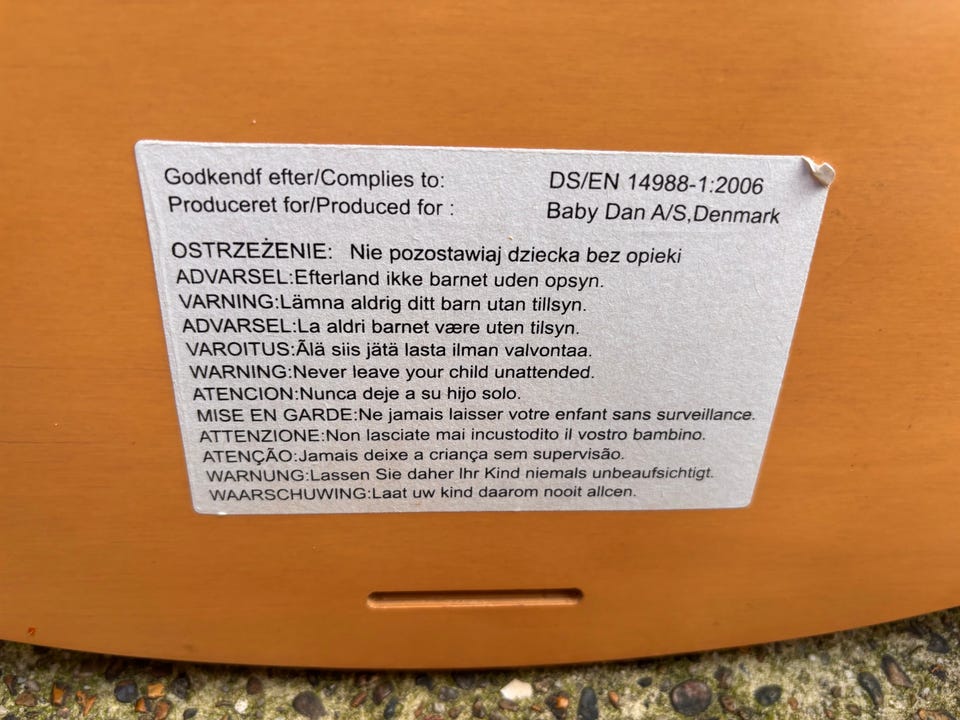 Godkendf efter/Complies to: DS/EN 14988-1:2006
Produceret for/Produced for : Baby Dan A/S,Denmark
OSTRZEŻENIE: Nie pozostawiaj dziecka bez opieki
ADVARSEL:Efterland ikke barnet uden opsyn.
VARNING:Lämna aldrig ditt barn utan tillsyn.
ADVARSEL:La aldri barnet være uten tilsyn.
VAROITUS:Ãlä siis jätä lasta ilman valvontaa.
WARNING:Never leave your child unattended.
ATENCION:Nunca deje a su hijo solo.
MISE EN GARDE:Ne jamais laisser votre enfant sans surveillance.
ATTENZIONE:Non lasciate mai incustodito il vostro bambino.
ATENÇÃO:Jamais deixe a criança sem supervisão.
WARNUNG:Lassen Sie daher Ihr Kind niemals unbeaufsichtigt.
WAARSCHUWING:Laat uw kind daarom nooit allcen.